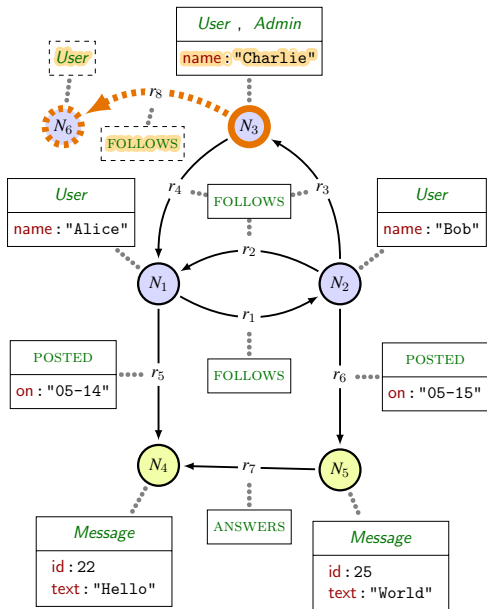 User , Admin
name : "Charlie"
User
r8
N6
N3
FOLLOWS
r4
r3
FOLLOWS
User
name : "Alice"
User
name : "Bob"
r2
N1
N2
r1
FOLLOWS
POSTED
on : "05-14"
r5
r6
POSTED
on : "05-15"
N4
r7
N5
ANSWERS
Message
id : 22
text : "Hello"
Message
id : 25
text : "World"